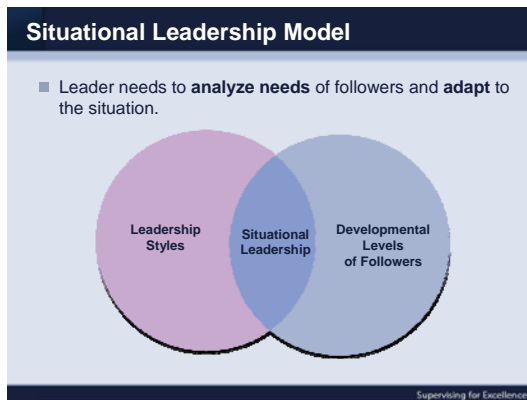 Situational Leadership Model
Leader needs to analyze needs of followers and adapt to
the situation.
Leadership
Styles
Situational
Leadership
Developmental
Levels
of Followers
Supervising for Excellence